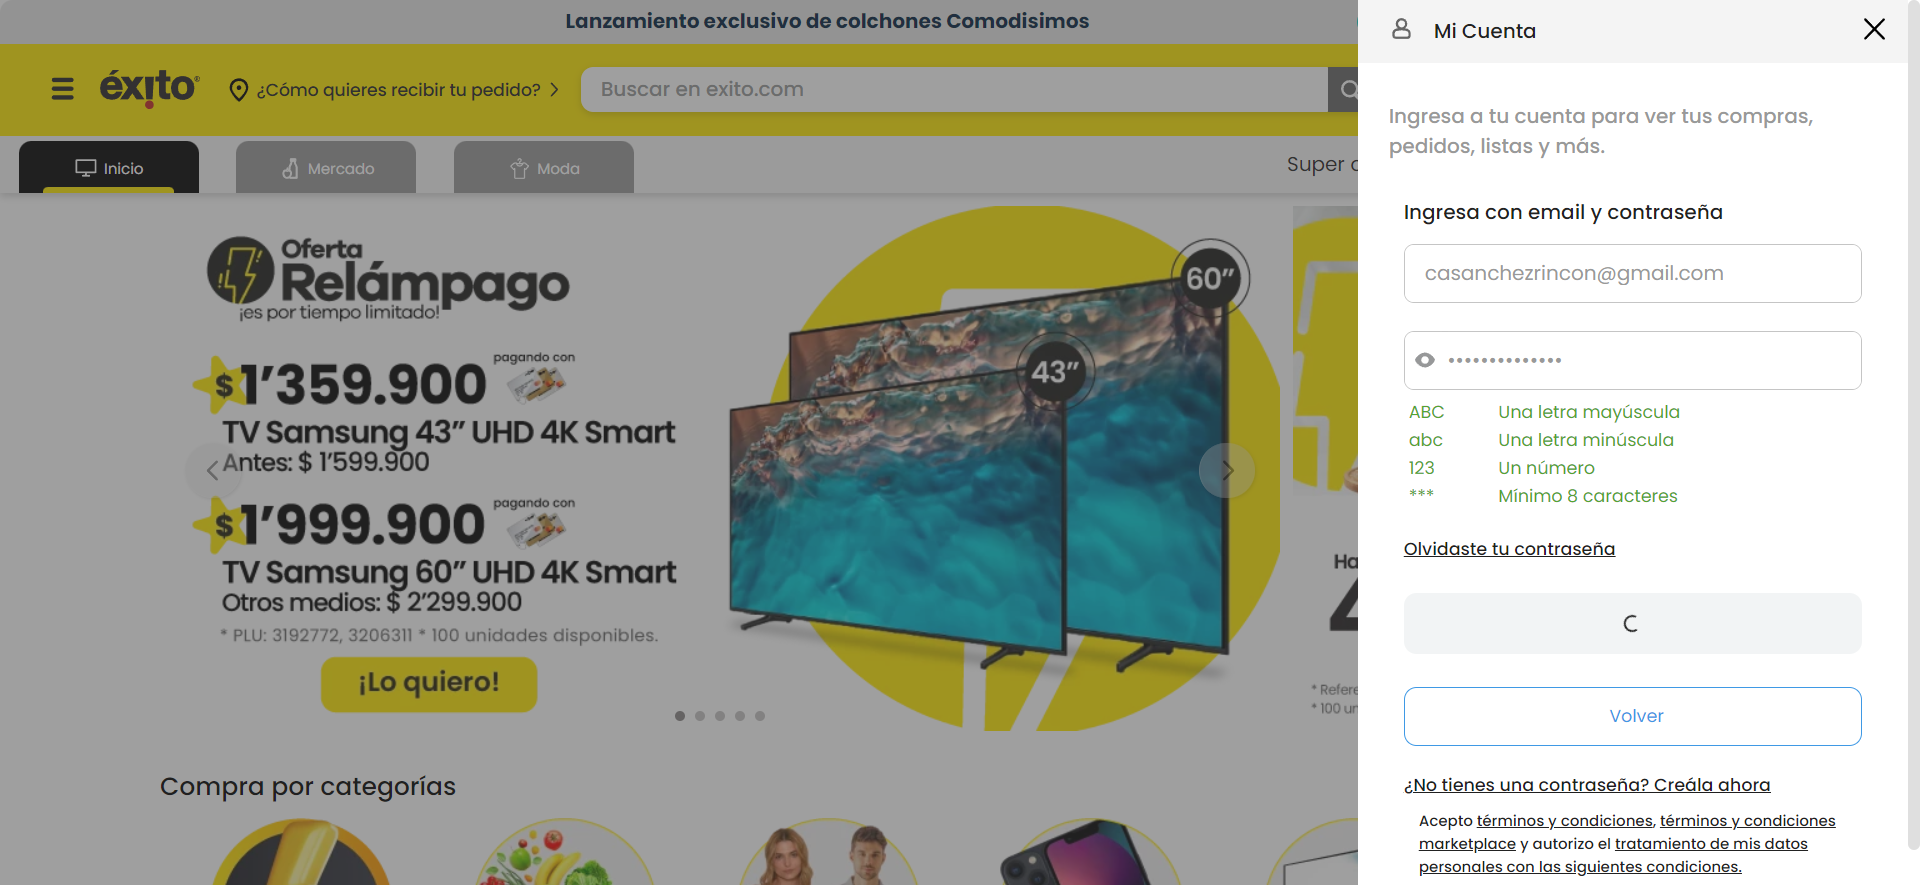 Lanzamiento exclusivo de colchones Comodisimos
éxito
¿Cómo quieres recibir tu pedido?
Buscar en exito.com
Inicio
Mercado
Moda
Super
Oferta
Relámpago
¡es por tiempo limitado!
$ 1'359.900
pagando con
TV Samsung 43" UHD 4K Smart
Antes: $ 1'599.900
$ 1'999.900
pagando con
TV Samsung 60" UHD 4K Smart
Otros medios: $ 2'299.900
* PLU: 3192772, 3206311 * 100 unidades disponibles.
¡Lo quiero!
60"
43"
Ha
* Refere
* 100 un
Compra por categorías
Mi Cuenta
Ingresa a tu cuenta para ver tus compras,
pedidos, listas y más.
Ingresa con email y contraseña
casanchezrincon@gmail.com
••••••••••••••
ABC Una letra mayúscula
abc Una letra minúscula
123 Un número
*** Mínimo 8 caracteres
Olvidaste tu contraseña
Volver
¿No tienes una contraseña? Creála ahora
Acepto términos y condiciones, términos y condiciones
marketplace y autorizo el tratamiento de mis datos
personales con las siguientes condiciones.